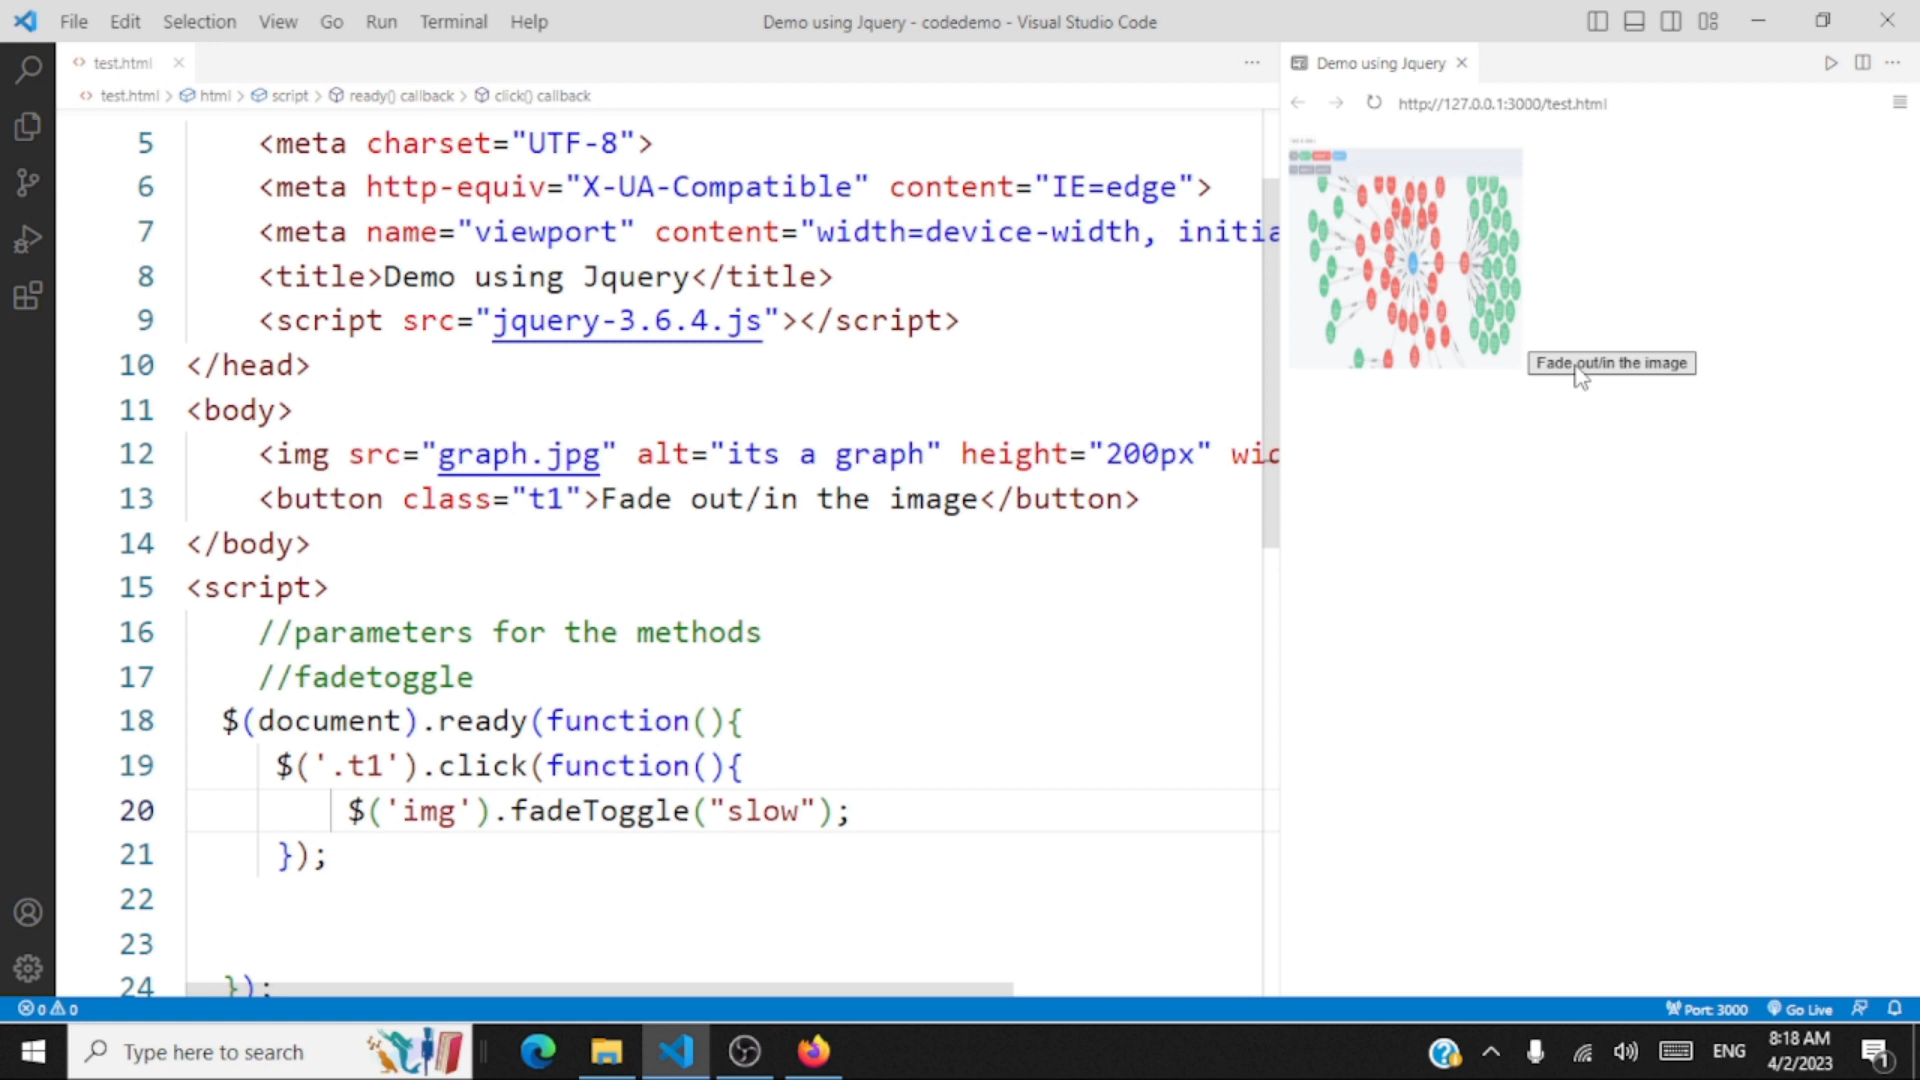 File Edit Selection View Go Run Terminal Help
Demo using Jquery - codedemo - Visual Studio Code
test.html
Demo using Jquery
test.html > html > script > ready() callback > click() callback
http://127.0.0.1:3000/test.html
5 <meta charset="UTF-8">
6 <meta http-equiv="X-UA-Compatible" content="IE=edge">
7 <meta name="viewport" content="width=device-width, initia
8 <title>Demo using Jquery</title>
9 <script src="jquery-3.6.4.js"></script>
10 </head>
11 <body>
12 <img src="graph.jpg" alt="its a graph" height="200px" wid
13 <button class="t1">Fade out/in the image</button>
14 </body>
15 <script>
16 //parameters for the methods
17 //fadetoggle
18 $(document).ready(function(){
19 $('.t1').click(function(){
20 $('img').fadeToggle("slow");
21 });
22
23
24 });
Fade out/in the image
0 0
Port: 3000 Go Live
Type here to search
ENG
8:18 AM
4/2/2023
1